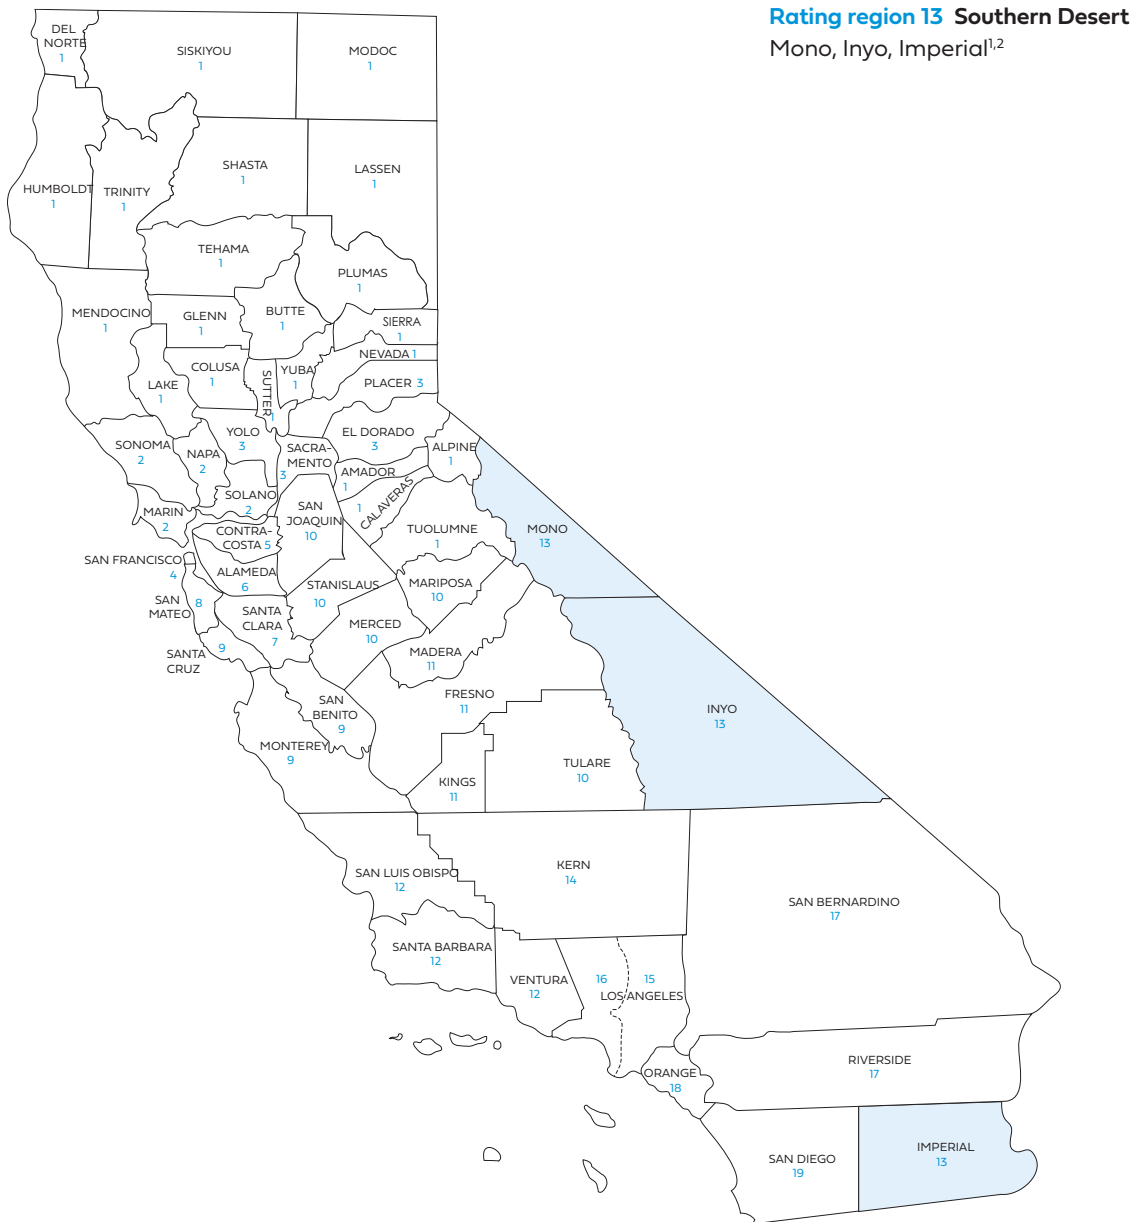 Rating region 13 Southern Desert
Mono, Inyo, Imperial1,2
DEL
NORTE
1
SISKIYOU
1
MODOC
1
HUMBOLDT
1
TRINITY
1
SHASTA
1
LASSEN
1
TEHAMA
1
PLUMAS
1
MENDOCINO
1
GLENN
1
BUTTE
1
SIERRA
1
NEVADA 1
PLACER 3
LAKE
1
COLUSA
1
SUTTER
1
YUBA
1
SONOMA
2
NAPA
2
YOLO
3
SACRA-
MENTO
3
EL DORADO
3
ALPINE
1
AMADOR
1
CALAVERAS
1
SOLANO
2
MARIN
2
SAN
JOAQUIN
10
TUOLUMNE
1
MONO
13
CONTRA-
COSTA 5
SAN FRANCISCO
4
ALAMEDA
6
STANISLAUS
10
MARIPOSA
10
SAN
MATEO
8
SANTA
CLARA
7
MERCED
10
SANTA
CRUZ
9
MADERA
11
FRESNO
11
INYO
13
SAN
BENITO
9
MONTEREY
9
KINGS
11
TULARE
10
SAN LUIS OBISPO
12
KERN
14
SAN BERNARDINO
17
SANTA BARBARA
12
VENTURA
12
16
15
LOS ANGELES
RIVERSIDE
17
ORANGE
18
SAN DIEGO
19
IMPERIAL
13